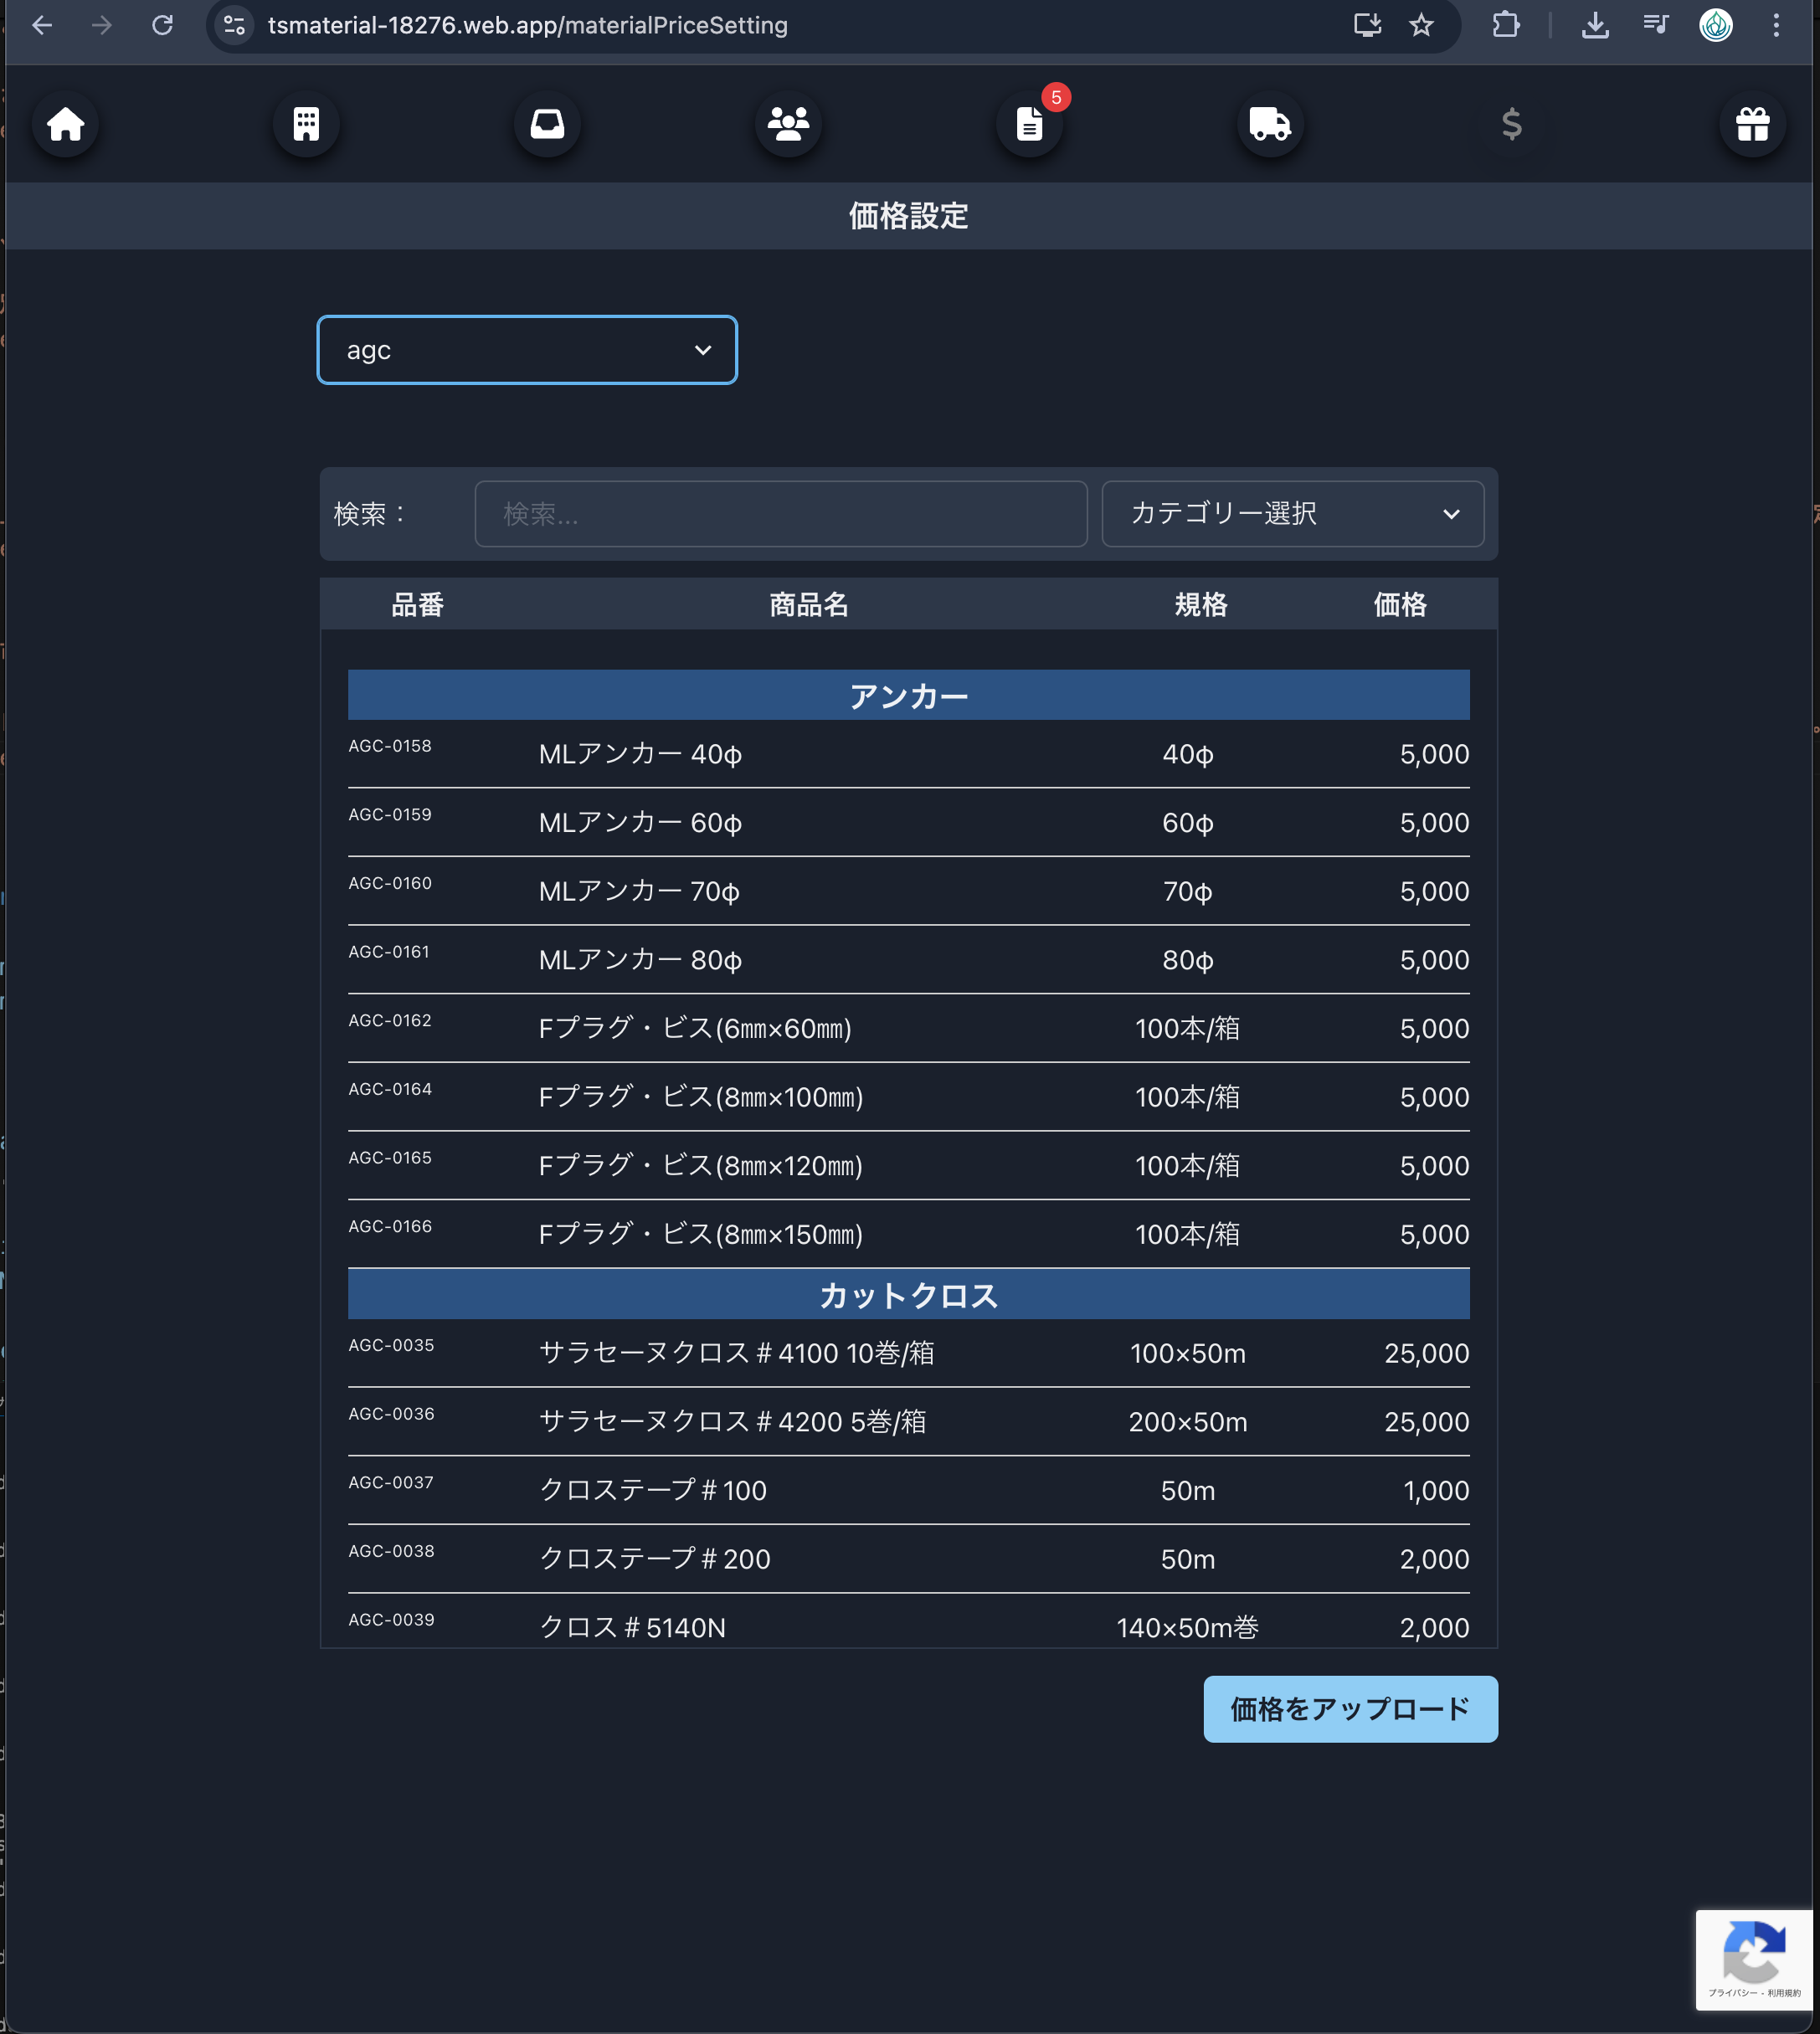 tsmaterial-18276.web.app/materialPriceSetting
5
価格設定
agc
検索： 検索... カテゴリー選択
品番 商品名 規格 価格
アンカー
AGC-0158 MLアンカー 40φ 40φ 5,000
AGC-0159 MLアンカー 60φ 60φ 5,000
AGC-0160 MLアンカー 70φ 70φ 5,000
AGC-0161 MLアンカー 80φ 80φ 5,000
AGC-0162 Fプラグ・ビス(6㎜×60㎜) 100本/箱 5,000
AGC-0164 Fプラグ・ビス(8㎜×100㎜) 100本/箱 5,000
AGC-0165 Fプラグ・ビス(8㎜×120㎜) 100本/箱 5,000
AGC-0166 Fプラグ・ビス(8㎜×150㎜) 100本/箱 5,000
カットクロス
AGC-0035 サラセーヌクロス＃4100 10巻/箱 100×50m 25,000
AGC-0036 サラセーヌクロス＃4200 5巻/箱 200×50m 25,000
AGC-0037 クロステープ＃100 50m 1,000
AGC-0038 クロステープ＃200 50m 2,000
AGC-0039 クロス＃5140N 140×50m巻 2,000
価格をアップロード
プライバシー - 利用規約